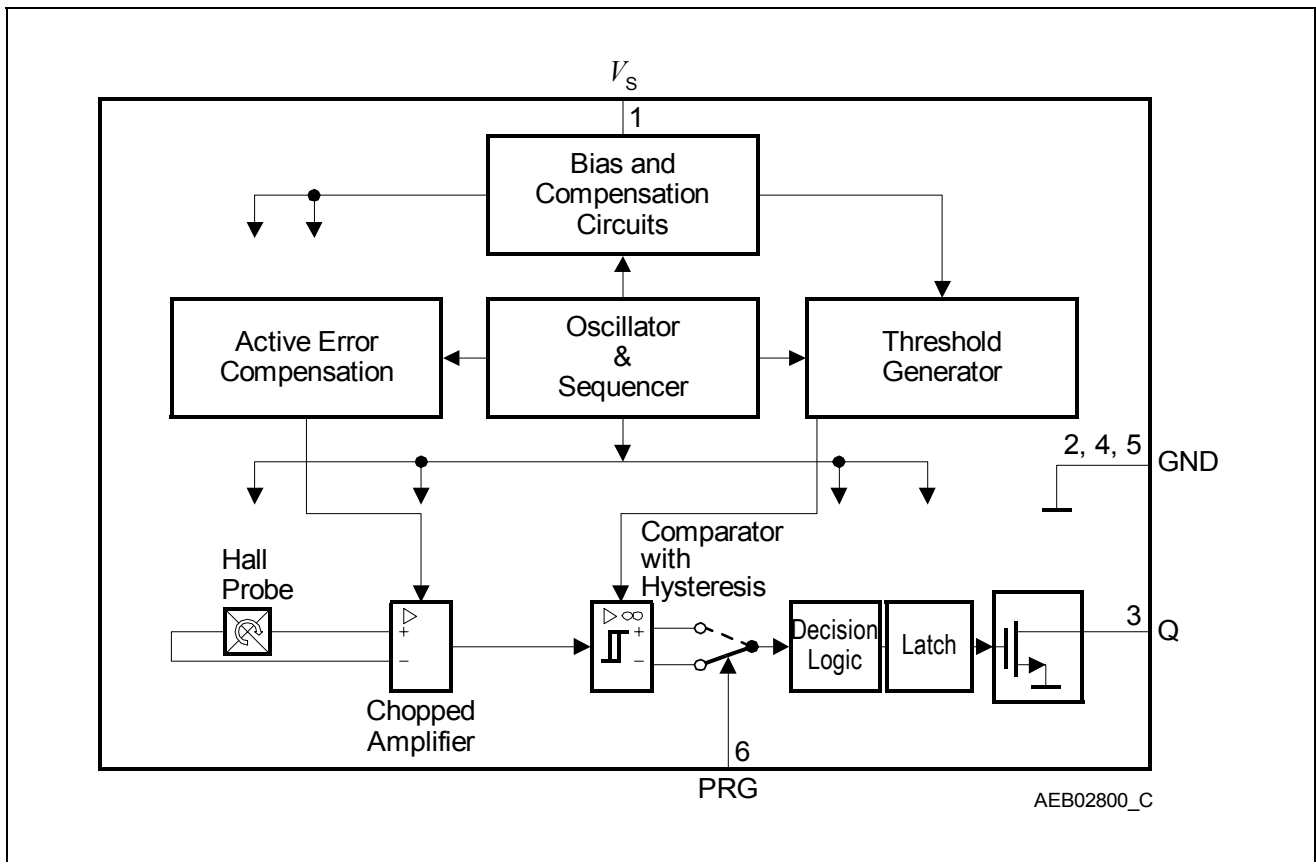 VS
1
Bias and
Compensation
Circuits
Active Error
Compensation
Oscillator
&
Sequencer
Threshold
Generator
2, 4, 5
GND
Comparator
with
Hysteresis
Hall
Probe
+
−
Chopped
Amplifier
∞
+
−
Decision
Logic
Latch
3
Q
6
PRG
AEB02800_C